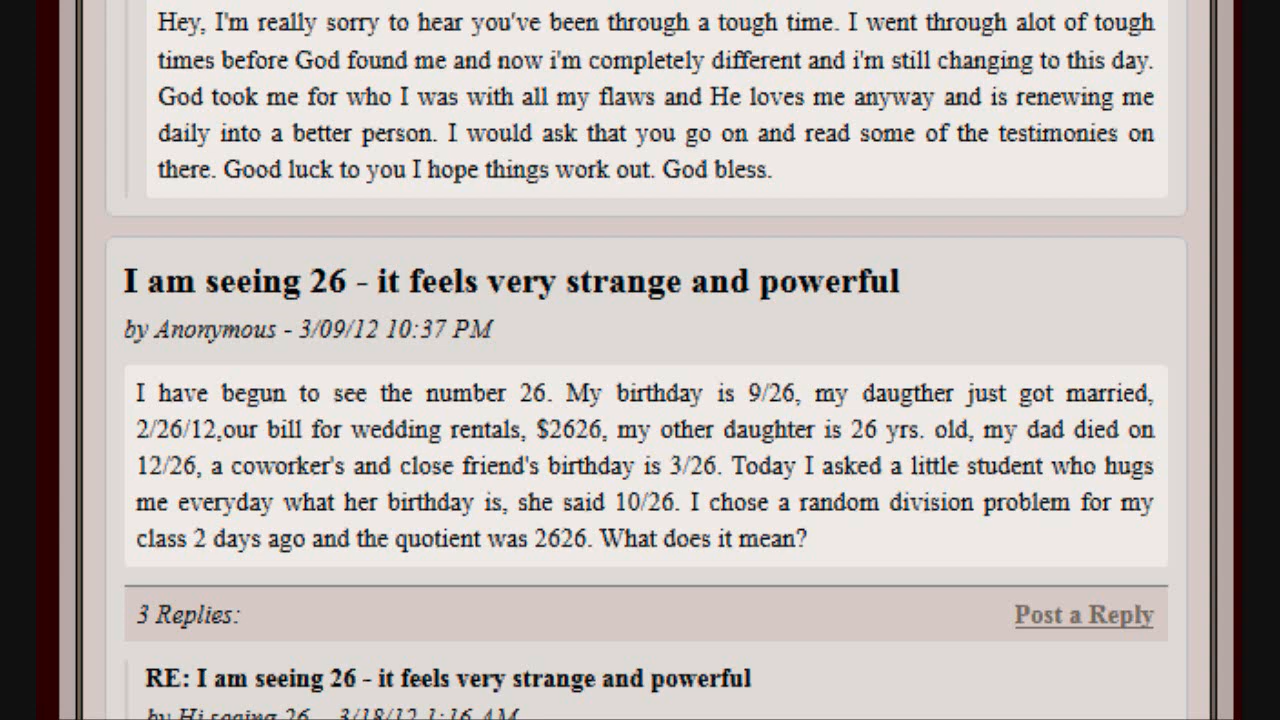 Hey, I'm really sorry to hear you've been through a tough time. I went through alot of tough
times before God found me and now i'm completely different and i'm still changing to this day.
God took me for who I was with all my flaws and He loves me anyway and is renewing me
daily into a better person. I would ask that you go on and read some of the testimonies on
there. Good luck to you I hope things work out. God bless.
I am seeing 26 - it feels very strange and powerful
by Anonymous - 3/09/12 10:37 PM
I have begun to see the number 26. My birthday is 9/26, my daugther just got married,
2/26/12,our bill for wedding rentals, $2626, my other daughter is 26 yrs. old, my dad died on
12/26, a coworker's and close friend's birthday is 3/26. Today I asked a little student who hugs
me everyday what her birthday is, she said 10/26. I chose a random division problem for my
class 2 days ago and the quotient was 2626. What does it mean?
3 Replies:
Post a Reply
RE: I am seeing 26 - it feels very strange and powerful
by Hi seeing 26 - 3/18/12 1:16 AM